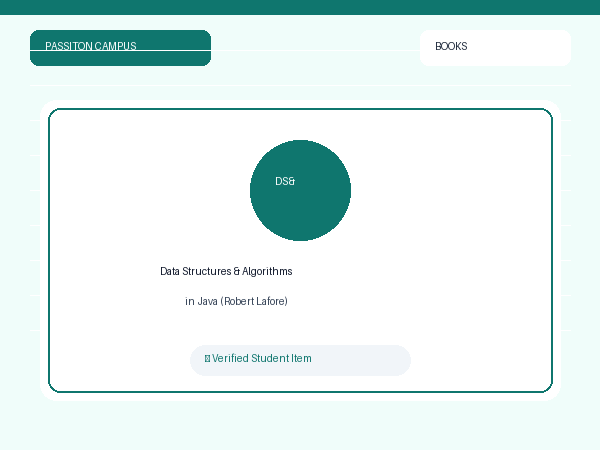 PASSITON CAMPUS
BOOKS
DS&
Data Structures & Algorithms
in Java (Robert Lafore)
Verified Student Item